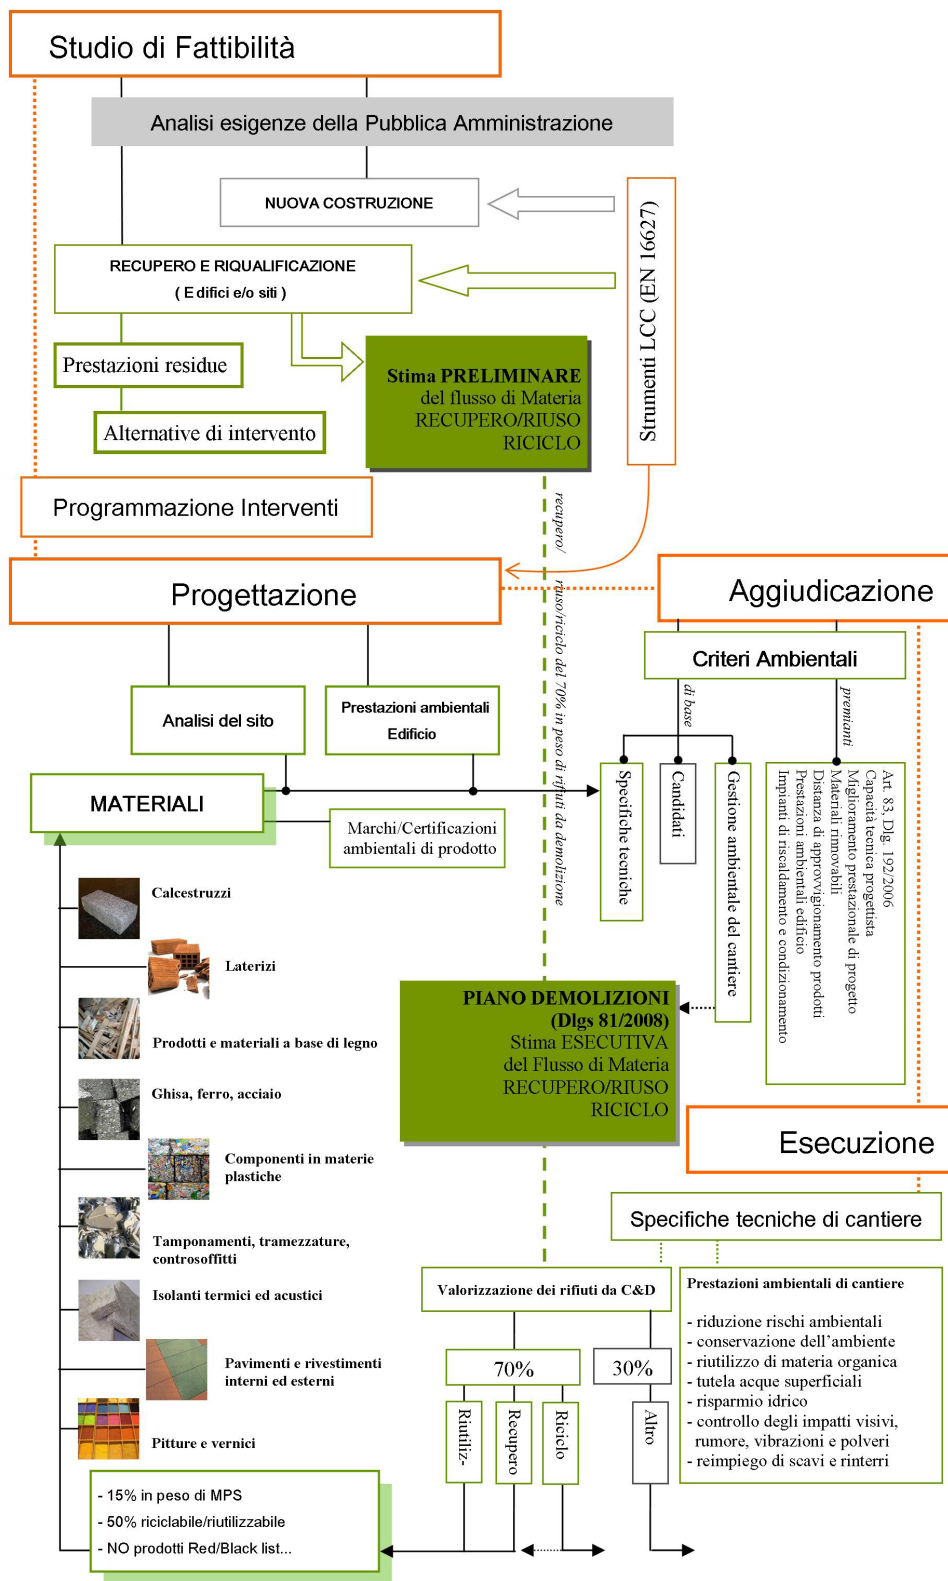 Studio di Fattibilità
Analisi esigenze della Pubblica Amministrazione
NUOVA COSTRUZIONE
RECUPERO E RIQUALIFICAZIONE
( Edifici e/o siti )
Strumenti LCC (EN 16627)
Prestazioni residue
Alternative di intervento
Stima PRELIMINARE
del flusso di Materia
RECUPERO/RIUSO
RICICLO
Programmazione Interventi
recupero/ riuso/riciclo del 70% in peso di rifiuti da demolizione
Progettazione
Aggiudicazione
Criteri Ambientali
di base
premianti
Analisi del sito
Prestazioni ambientali
Edificio
MATERIALI
Marchi/Certificazioni
ambientali di prodotto
Specifiche tecniche
Candidati
Gestione ambientale del cantiere
Art. 83, Dlg. 192/2006
Capacità tecnica progettista
Miglioramento prestazionale di progetto
Materiali rinnovabili
Distanza di approvvigionamento prodotti
Prestazioni ambientali edificio
Impianti di riscaldamento e condizionamento
Calcestruzzi
Laterizi
Prodotti e materiali a base di legno
Ghisa, ferro, acciaio
Componenti in materie
plastiche
Tamponamenti, tramezzature,
controsoffitti
Isolanti termici ed acustici
Pavimenti e rivestimenti
interni ed esterni
Pitture e vernici
PIANO DEMOLIZIONI
(Dlgs 81/2008)
Stima ESECUTIVA
del Flusso di Materia
RECUPERO/RIUSO
RICICLO
Esecuzione
Specifiche tecniche di cantiere
Valorizzazione dei rifiuti da C&D
70%
30%
Riutiliz-
Recupero
Riciclo
Altro
Prestazioni ambientali di cantiere
- riduzione rischi ambientali
- conservazione dell'ambiente
- riutilizzo di materia organica
- tutela acque superficiali
- risparmio idrico
- controllo degli impatti visivi,
rumore, vibrazioni e polveri
- reimpiego di scavi e rinterri
- 15% in peso di MPS
- 50% riciclabile/riutilizzabile
- NO prodotti Red/Black list...